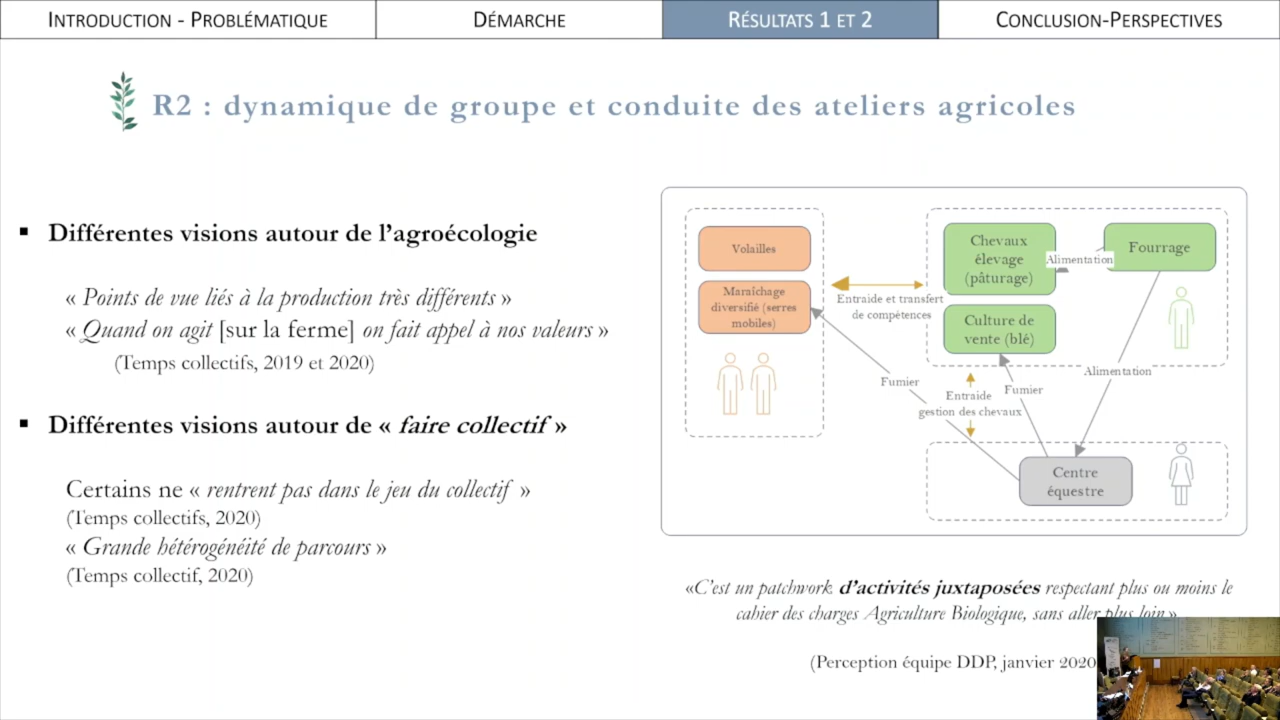 INTRODUCTION - PROBLÉMATIQUE
DÉMARCHE
RÉSULTATS 1 ET 2
CONCLUSION-PERSPECTIVES
R2 : dynamique de groupe et conduite des ateliers agricoles
▪ Différentes visions autour de l'agroécologie
« Points de vue liés à la production très différents »
« Quand on agit [sur la ferme] on fait appel à nos valeurs »
(Temps collectifs, 2019 et 2020)
▪ Différentes visions autour de « faire collectif »
Certains ne « rentrent pas dans le jeu du collectif »
(Temps collectifs, 2020)
« Grande hétérogénéité de parcours »
(Temps collectif, 2020)
Volailles
Maraîchage
diversifié (serres
mobiles)
Entraide et transfert
de compétences
Chevaux
élevage
(pâturage)
Alimentation
Fourrage
Culture de
vente (blé)
Alimentation
Fumier
Entraide
gestion des chevaux
Fumier
Centre
équestre
«C'est un patchwork d'activités juxtaposées respectant plus ou moins le
cahier des charges Agriculture Biologique, sans aller plus loin»
(Perception équipe DDP, janvier 2020